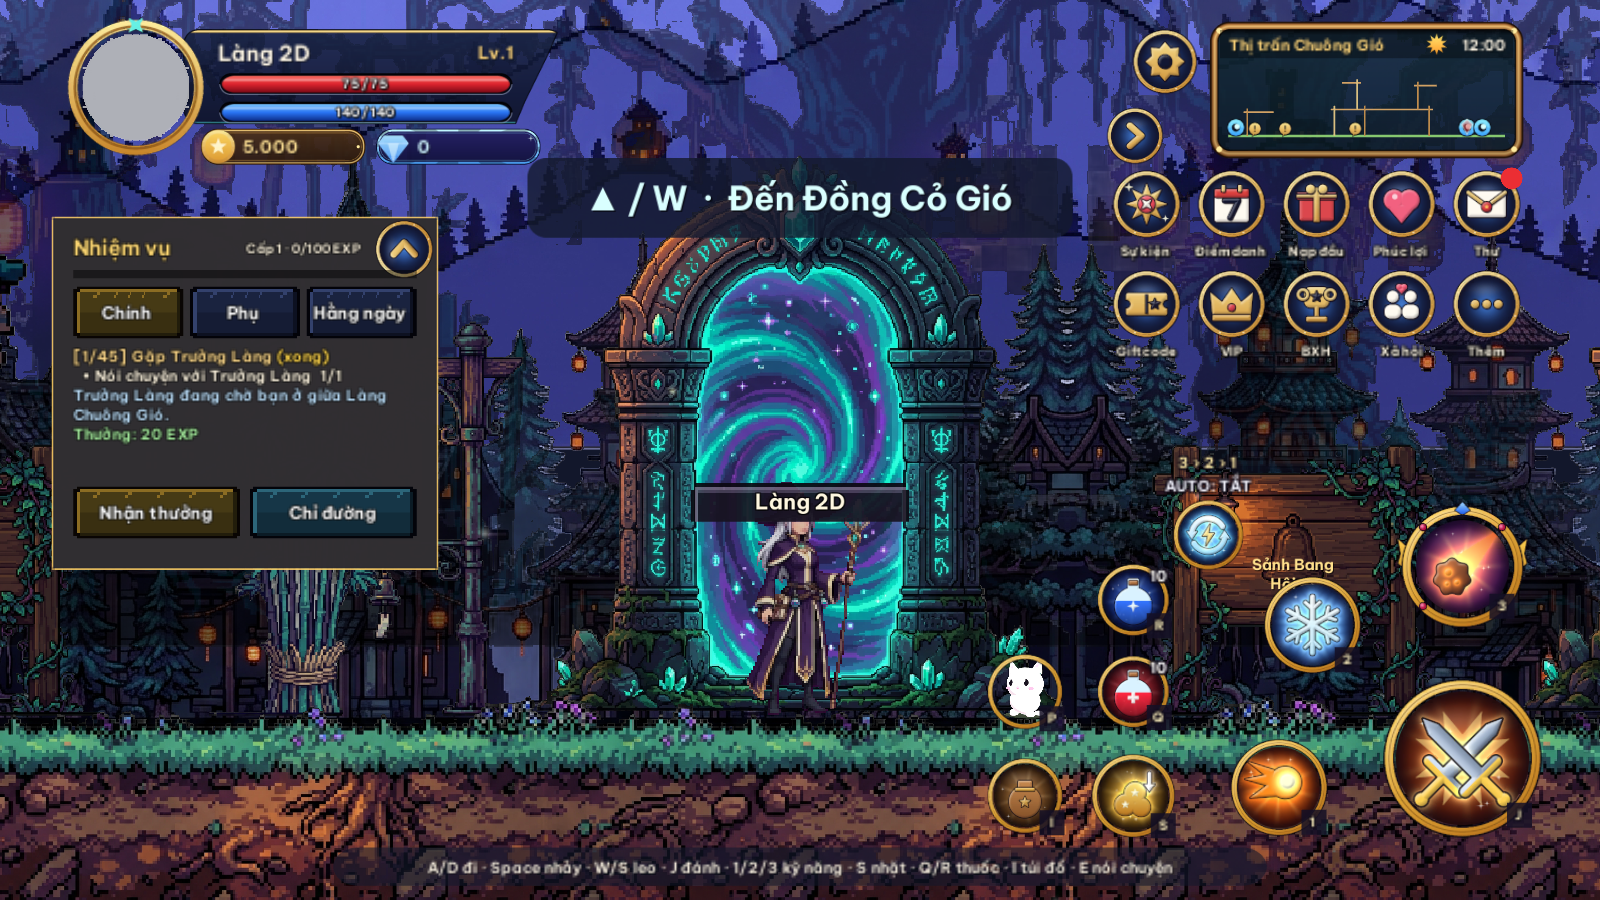 Làng 2D
Lv.1
75/75
140/140
5.000
0
Thị trấn Chuông Gió
12:00
▲ / W · Đến Đồng Cỏ Gió
7
Sự kiện
Điểm danh
Nạp đầu
Phúc lợi
Thư
Giftcode
VIP
BXH
Xã hội
Thêm
Nhiệm vụ
Cấp 1 · 0/100 EXP
Chính
Phụ
Hằng ngày
[1/45] Gặp Trưởng Làng (xong)
• Nói chuyện với Trưởng Làng 1/1
Trưởng Làng đang chờ bạn ở giữa Làng
Chuông Gió.
Thưởng: 20 EXP
Nhận thưởng
Chỉ đường
Làng 2D
3 › 2 › 1
AUTO: TẮT
Sảnh Bang
Hội
10
R
3
2
10
Q
P
I
S
1
J
A/D đi · Space nhảy · W/S leo · J đánh · 1/2/3 kỹ năng · S nhặt · Q/R thuốc · I túi đồ · E nói chuyện